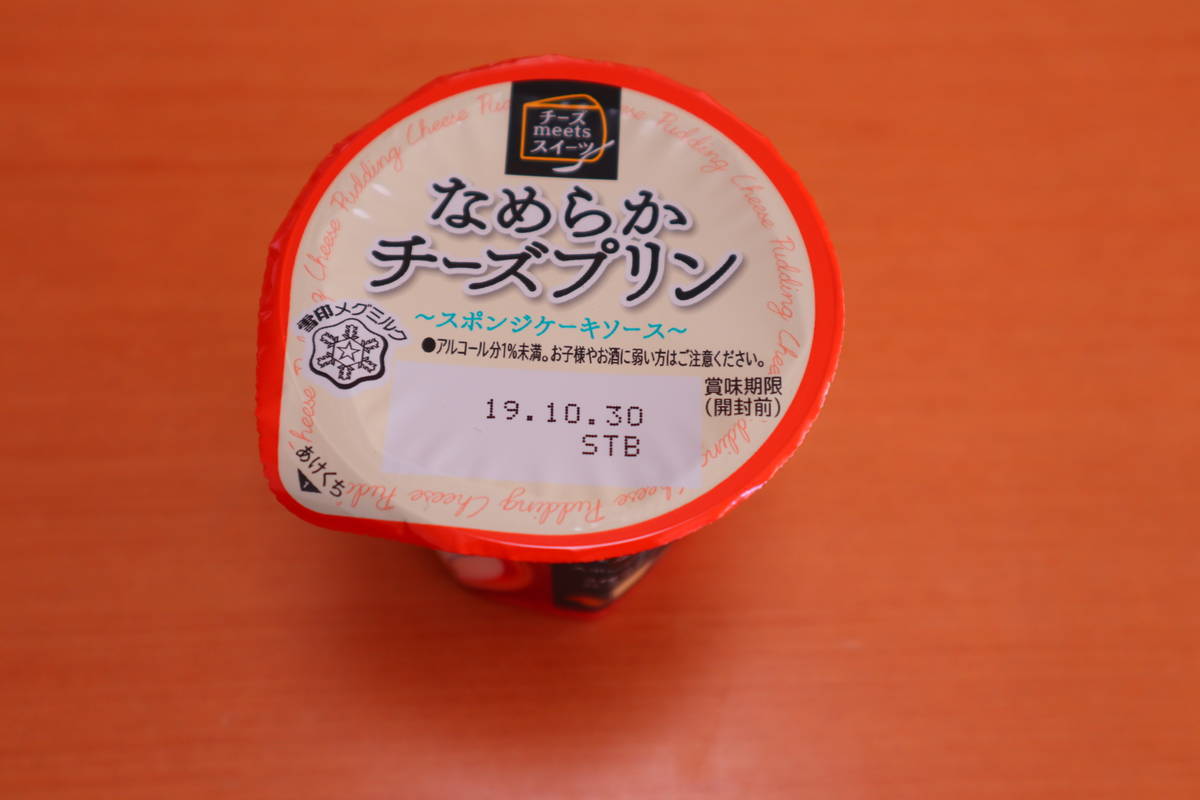 チーズ
meets
スイーツ
なめらか
チーズプリン
～スポンジケーキソース～
●アルコール分1%未満。お子様やお酒に弱い方はご注意ください。
雪印メグミルク
賞味期限
(開封前)
19.10.30
STB
あけくち
Cheese Pudding Cheese Pudding Cheese Pudding Cheese Pudding Cheese